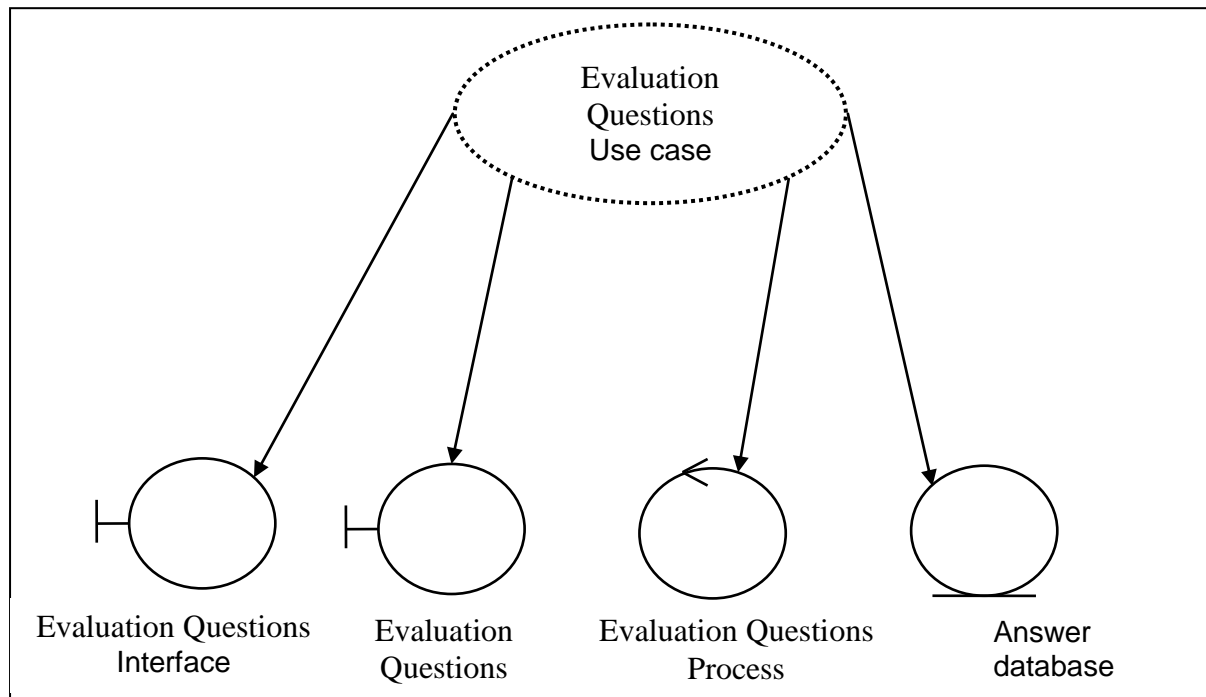 Evaluation
Questions
Use case
Evaluation Questions
Interface
Evaluation
Questions
Evaluation Questions
Process
Answer
database